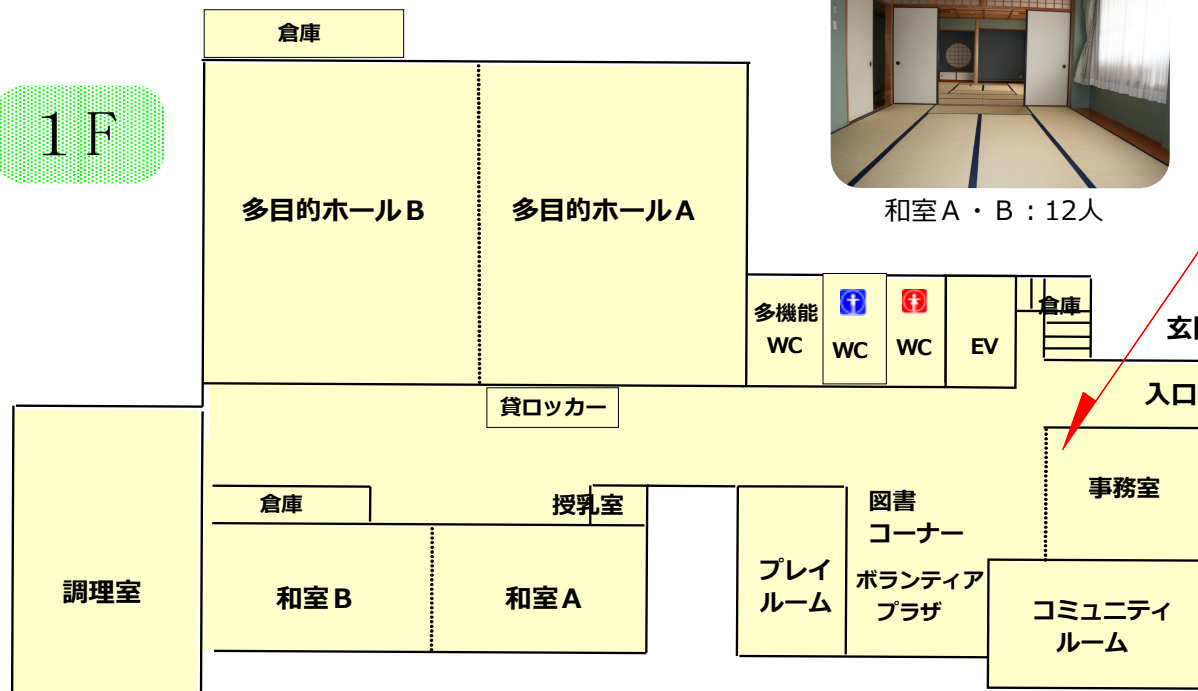 倉庫
1F
多目的ホールB
多目的ホールA
和室A・B:12人
多機能
WC
WC
WC
EV
倉庫
入口
貸ロッカー
事務室
倉庫
授乳室
図書
コーナー
調理室
和室B
和室A
プレイ
ルーム
ボランティア
プラザ
コミュニティ
ルーム